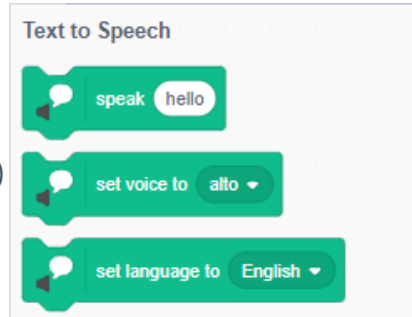 Text to Speech
speak hello
set voice to alto
set language to English